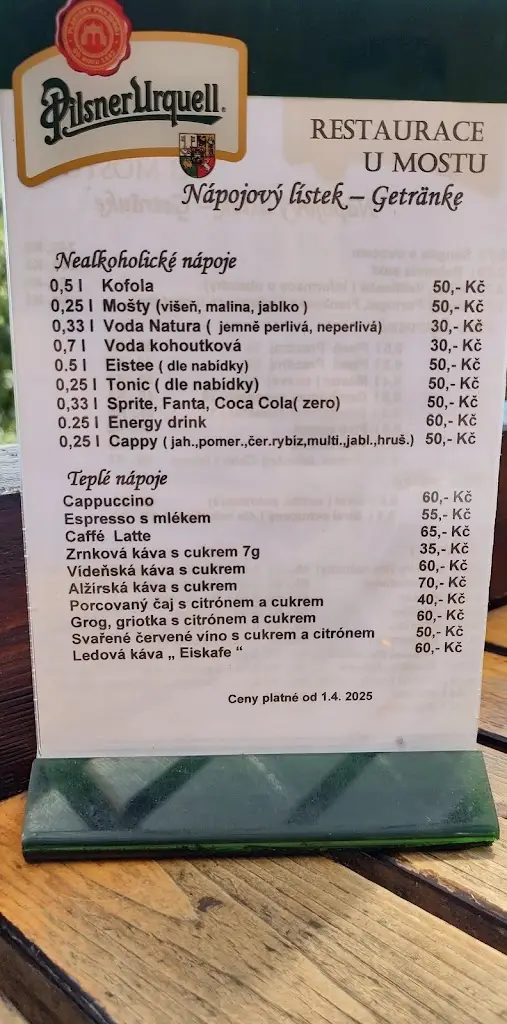 Pilsner Urquell
RESTAURACE
U MOSTU
Nápojový lístek – Getränke
Nealkoholické nápoje
0,5 l Kofola 50,- Kč
0,25 l Mošty (višeň, malina, jablko ) 50,- Kč
0,33 l Voda Natura ( jemně perlivá, neperlivá) 30,- Kč
0,7 l Voda kohoutková 30,- Kč
0.5 l Eistee ( dle nabídky) 50,- Kč
0,25 l Tonic ( dle nabídky) 50,- Kč
0,33 l Sprite, Fanta, Coca Cola( zero) 50,- Kč
0.25 l Energy drink 60,- Kč
0,25 l Cappy ( jah.,pomer.,čer.rybíz,multi.,jabl.,hruš.) 50,- Kč
Teplé nápoje
Cappuccino 60,- Kč
Espresso s mlékem 55,- Kč
Caffé Latte 65,- Kč
Zrnková káva s cukrem 7g 35,- Kč
Vídeňská káva s cukrem 60,- Kč
Alžírská káva s cukrem 70,- Kč
Porcovaný čaj s citrónem a cukrem 40,- Kč
Grog, griotka s citrónem a cukrem 60,- Kč
Svařené červené víno s cukrem a citrónem 50,- Kč
Ledová káva „ Eiskafe “ 60,- Kč
Ceny platné od 1.4. 2025